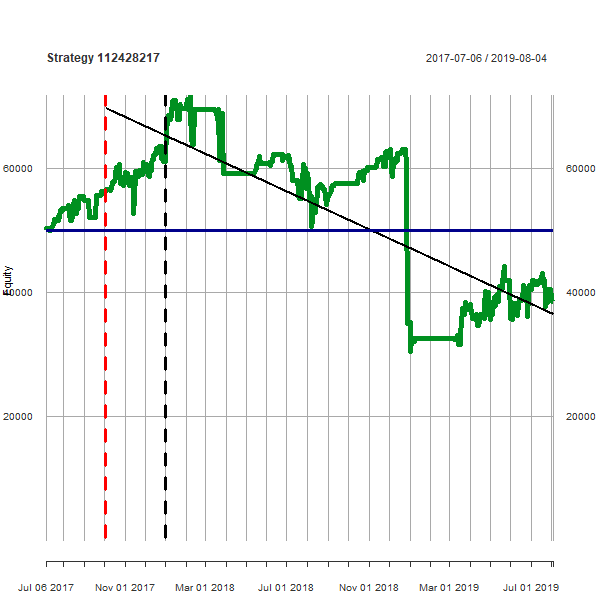 Strategy 112428217
2017-07-06 / 2019-08-04
60000
60000
Equity
40000
40000
20000
20000
Jul 06 2017
Nov 01 2017
Mar 01 2018
Jul 01 2018
Nov 01 2018
Mar 01 2019
Jul 01 2019